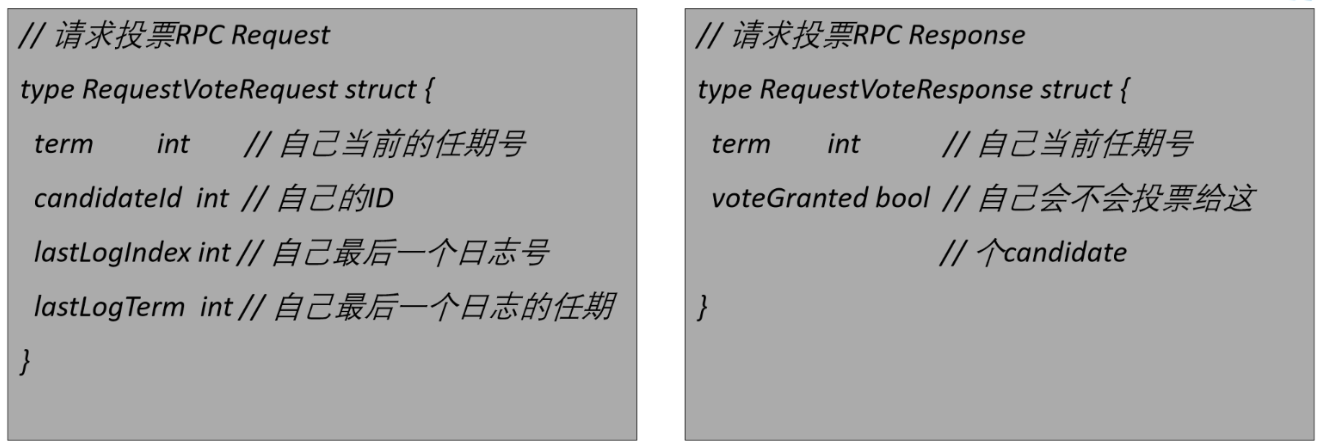 // 请求投票RPC Request
type RequestVoteRequest struct {
term int // 自己当前的任期号
candidateId int // 自己的ID
lastLogIndex int // 自己最后一个日志号
lastLogTerm int // 自己最后一个日志的任期
}
// 请求投票RPC Response
type RequestVoteResponse struct {
term int // 自己当前任期号
voteGranted bool // 自己会不会投票给这
// 个candidate
}